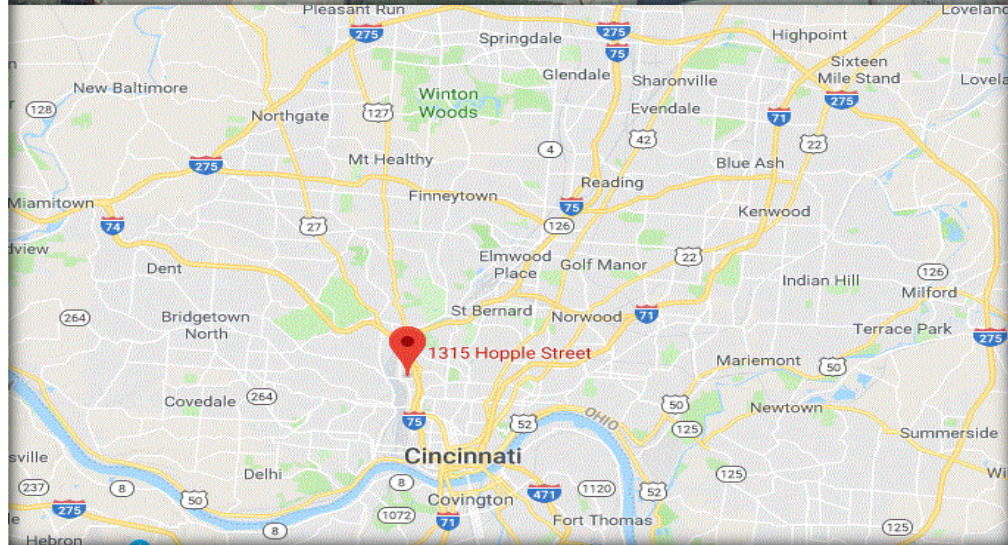 Pleasant Run
Loveland
275
275
Springdale
Highpoint
75
Sixteen
Mile Stand
Glendale
Sharonville
New Baltimore
Winton
Woods
275
128
127
Evendale
71
Northgate
42
22
4
Mt Healthy
Blue Ash
275
Reading
Finneytown
Miamitown
75
Kenwood
74
27
126
Elmwood
Place
22
Golf Manor
Dent
126
Indian Hill
Milford
264
Bridgetown
North
St Bernard
Norwood
71
Terrace Park
275
1315 Hopple Street
Mariemont
50
Covedale
264
50
Newtown
75
52
OHIO
125
Summerside
Cincinnati
Delhi
125
237
8
8
471
1120
52
50
Covington
275
1072
71
Fort Thomas
125
8
Hebron